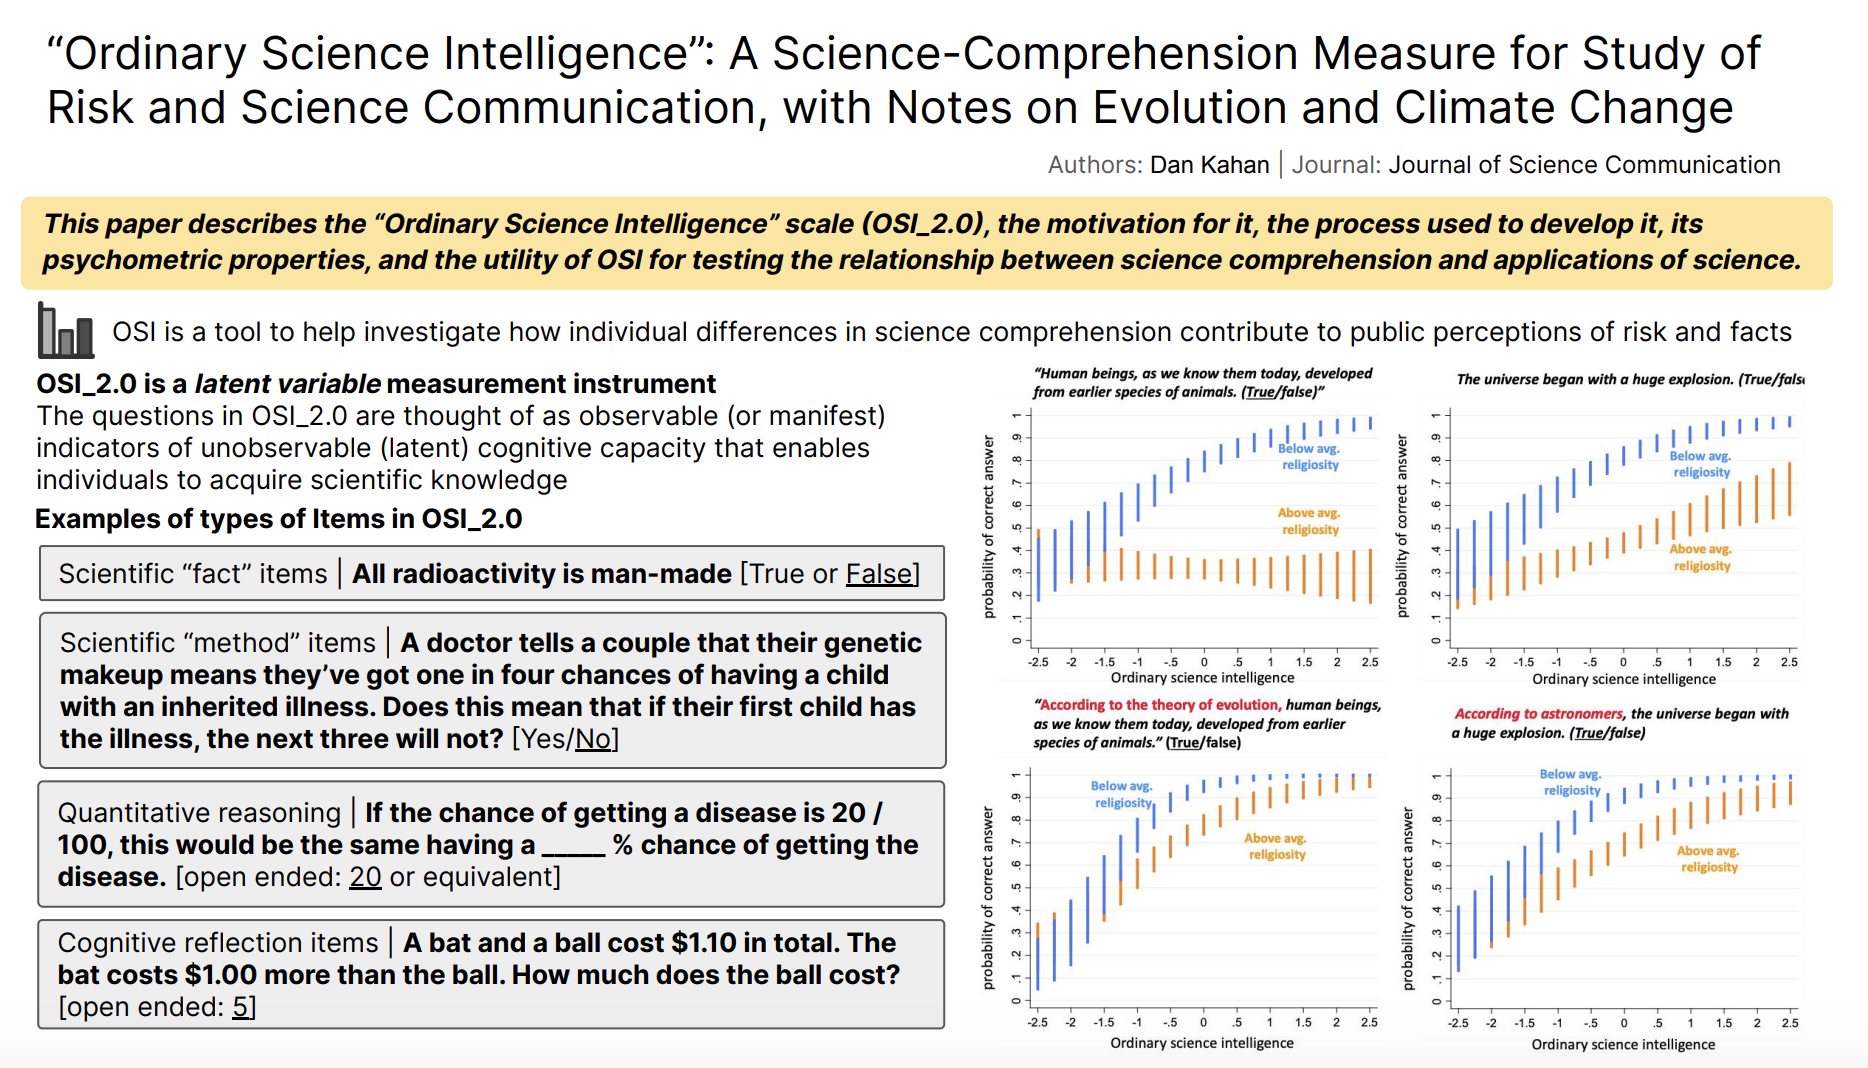 “Ordinary Science Intelligence”: A Science-Comprehension Measure for Study of
Risk and Science Communication, with Notes on Evolution and Climate Change
Authors: Dan Kahan | Journal: Journal of Science Communication
This paper describes the “Ordinary Science Intelligence” scale (OSI_2.0), the motivation for it, the process used to develop it, its
psychometric properties, and the utility of OSI for testing the relationship between science comprehension and applications of science.
OSI is a tool to help investigate how individual differences in science comprehension contribute to public perceptions of risk and facts
OSI_2.0 is a latent variable measurement instrument
The questions in OSI_2.0 are thought of as observable (or manifest)
indicators of unobservable (latent) cognitive capacity that enables
individuals to acquire scientific knowledge
Examples of types of Items in OSI_2.0
Scientific “fact” items | All radioactivity is man-made [True or False]
Scientific “method” items | A doctor tells a couple that their genetic
makeup means they’ve got one in four chances of having a child
with an inherited illness. Does this mean that if their first child has
the illness, the next three will not? [Yes/No]
Quantitative reasoning | If the chance of getting a disease is 20 /
100, this would be the same having a _____ % chance of getting the
disease. [open ended: 20 or equivalent]
Cognitive reflection items | A bat and a ball cost $1.10 in total. The
bat costs $1.00 more than the ball. How much does the ball cost?
[open ended: 5]
“Human beings, as we know them today, developed
from earlier species of animals. (True/false)”
probability of correct answer
1
.9
.8
.7
.6
.5
.4
.3
.2
.1
0
Below avg.
religiosity
Above avg.
religiosity
-2.5 -2 -1.5 -1 -.5 0 .5 1 1.5 2 2.5
Ordinary science intelligence
The universe began with a huge explosion. (True/fals
probability of correct answer
1
.9
.8
.7
.6
.5
.4
.3
.2
.1
0
Below avg.
religiosity
Above avg.
religiosity
-2.5 -2 -1.5 -1 -.5 0 .5 1 1.5 2 2.5
Ordinary science intelligence
“According to the theory of evolution, human beings,
as we know them today, developed from earlier
species of animals.” (True/false)
probability of correct answer
1
.9
.8
.7
.6
.5
.4
.3
.2
.1
0
Below avg.
religiosity
Above avg.
religiosity
-2.5 -2 -1.5 -1 -.5 0 .5 1 1.5 2 2.5
Ordinary science intelligence
According to astronomers, the universe began with
a huge explosion. (True/false)
probability of correct answer
1
.9
.8
.7
.6
.5
.4
.3
.2
.1
0
Below avg.
religiosity
Above avg.
religiosity
-2.5 -2 -1.5 -1 -.5 0 .5 1 1.5 2 2.5
Ordinary science intelligence